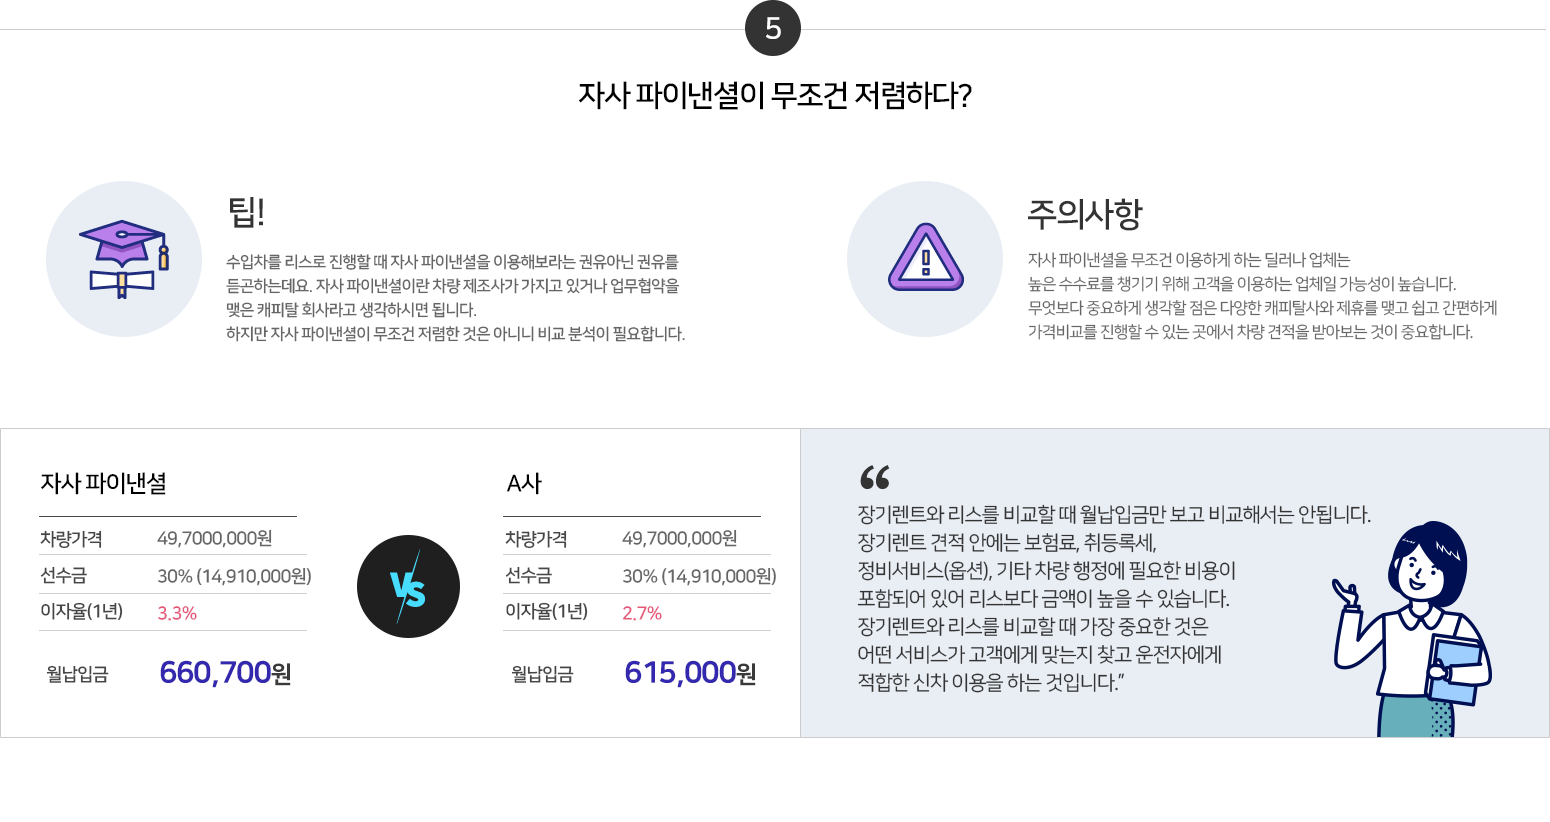 5
자사 파이낸셜이 무조건 저렴하다?
팁!
수입차를 리스로 진행할 때 자사 파이낸셜을 이용해보라는 권유아닌 권유를
듣곤하는데요. 자사 파이낸셜이란 차량 제조사가 가지고 있거나 업무협약을
맺은 캐피탈 회사라고 생각하시면 됩니다.
하지만 자사 파이낸셜이 무조건 저렴한 것은 아니니 비교 분석이 필요합니다.
주의사항
자사 파이낸셜을 무조건 이용하게 하는 딜러나 업체는
높은 수수료를 챙기기 위해 고객을 이용하는 업체일 가능성이 높습니다.
무엇보다 중요하게 생각할 점은 다양한 캐피탈사와 제휴를 맺고 쉽고 간편하게
가격비교를 진행할 수 있는 곳에서 차량 견적을 받아보는 것이 중요합니다.
자사 파이낸셜
차량가격 49,7000,000원
선수금 30% (14,910,000원)
이자율(1년) 3.3%
월납입금 660,700원
VS
A사
차량가격 49,7000,000원
선수금 30% (14,910,000원)
이자율(1년) 2.7%
월납입금 615,000원
“
장기렌트와 리스를 비교할 때 월납입금만 보고 비교해서는 안됩니다.
장기렌트 견적 안에는 보험료, 취등록세,
정비서비스(옵션), 기타 차량 행정에 필요한 비용이
포함되어 있어 리스보다 금액이 높을 수 있습니다.
장기렌트와 리스를 비교할 때 가장 중요한 것은
어떤 서비스가 고객에게 맞는지 찾고 운전자에게
적합한 신차 이용을 하는 것입니다.”